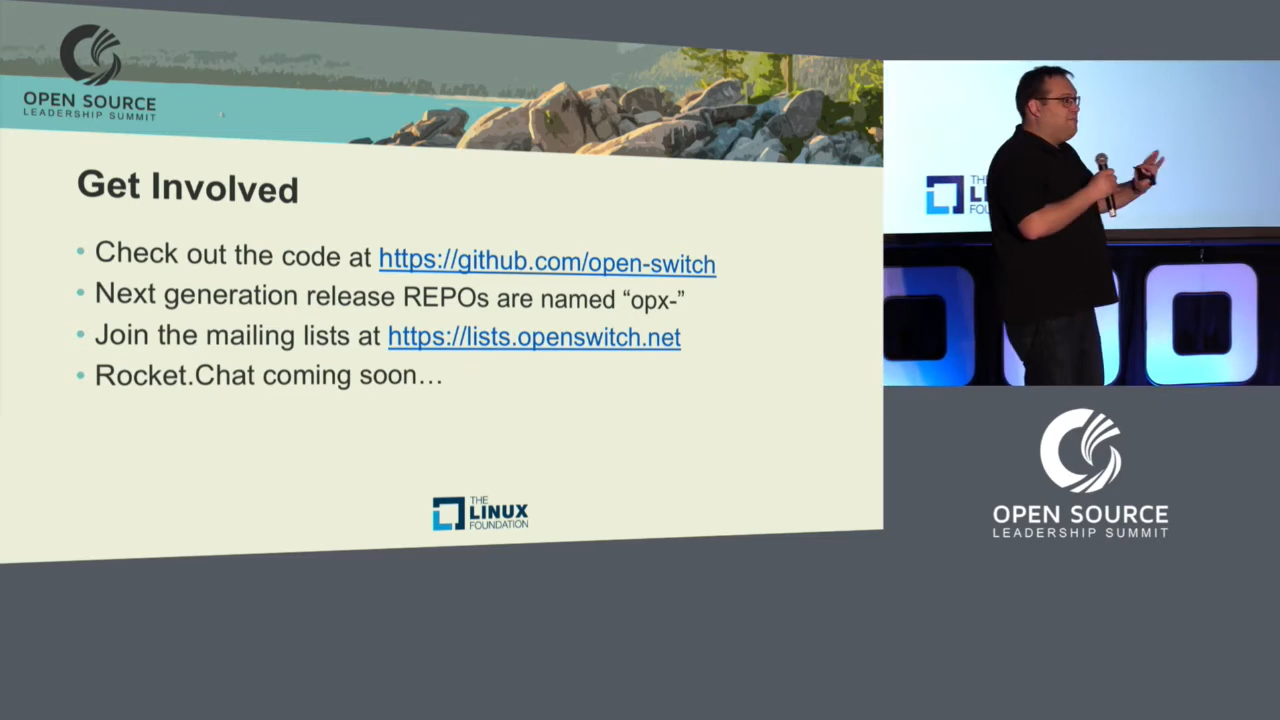 OPEN SOURCE
LEADERSHIP SUMMIT
Get Involved
• Check out the code at https://github.com/open-switch
• Next generation release REPOs are named “opx-”
• Join the mailing lists at https://lists.openswitch.net
• Rocket.Chat coming soon…
THE
LINUX
FOUNDATION
OPEN SOURCE
LEADERSHIP SUMMIT